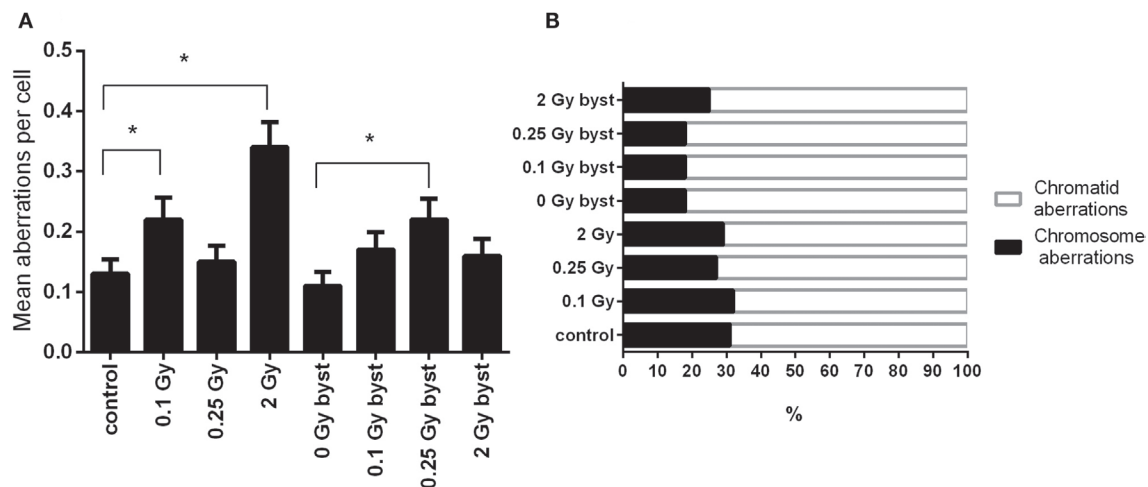 A
Mean aberrations per cell
0.5
0.4
0.3
0.2
0.1
0.0
*
*
*
control
0.1 Gy
0.25 Gy
2 Gy
0 Gy byst
0.1 Gy byst
0.25 Gy byst
2 Gy byst
B
2 Gy byst
0.25 Gy byst
0.1 Gy byst
0 Gy byst
2 Gy
0.25 Gy
0.1 Gy
control
0 10 20 30 40 50 60 70 80 90 100
%
Chromatid
aberrations
Chromosome
aberrations